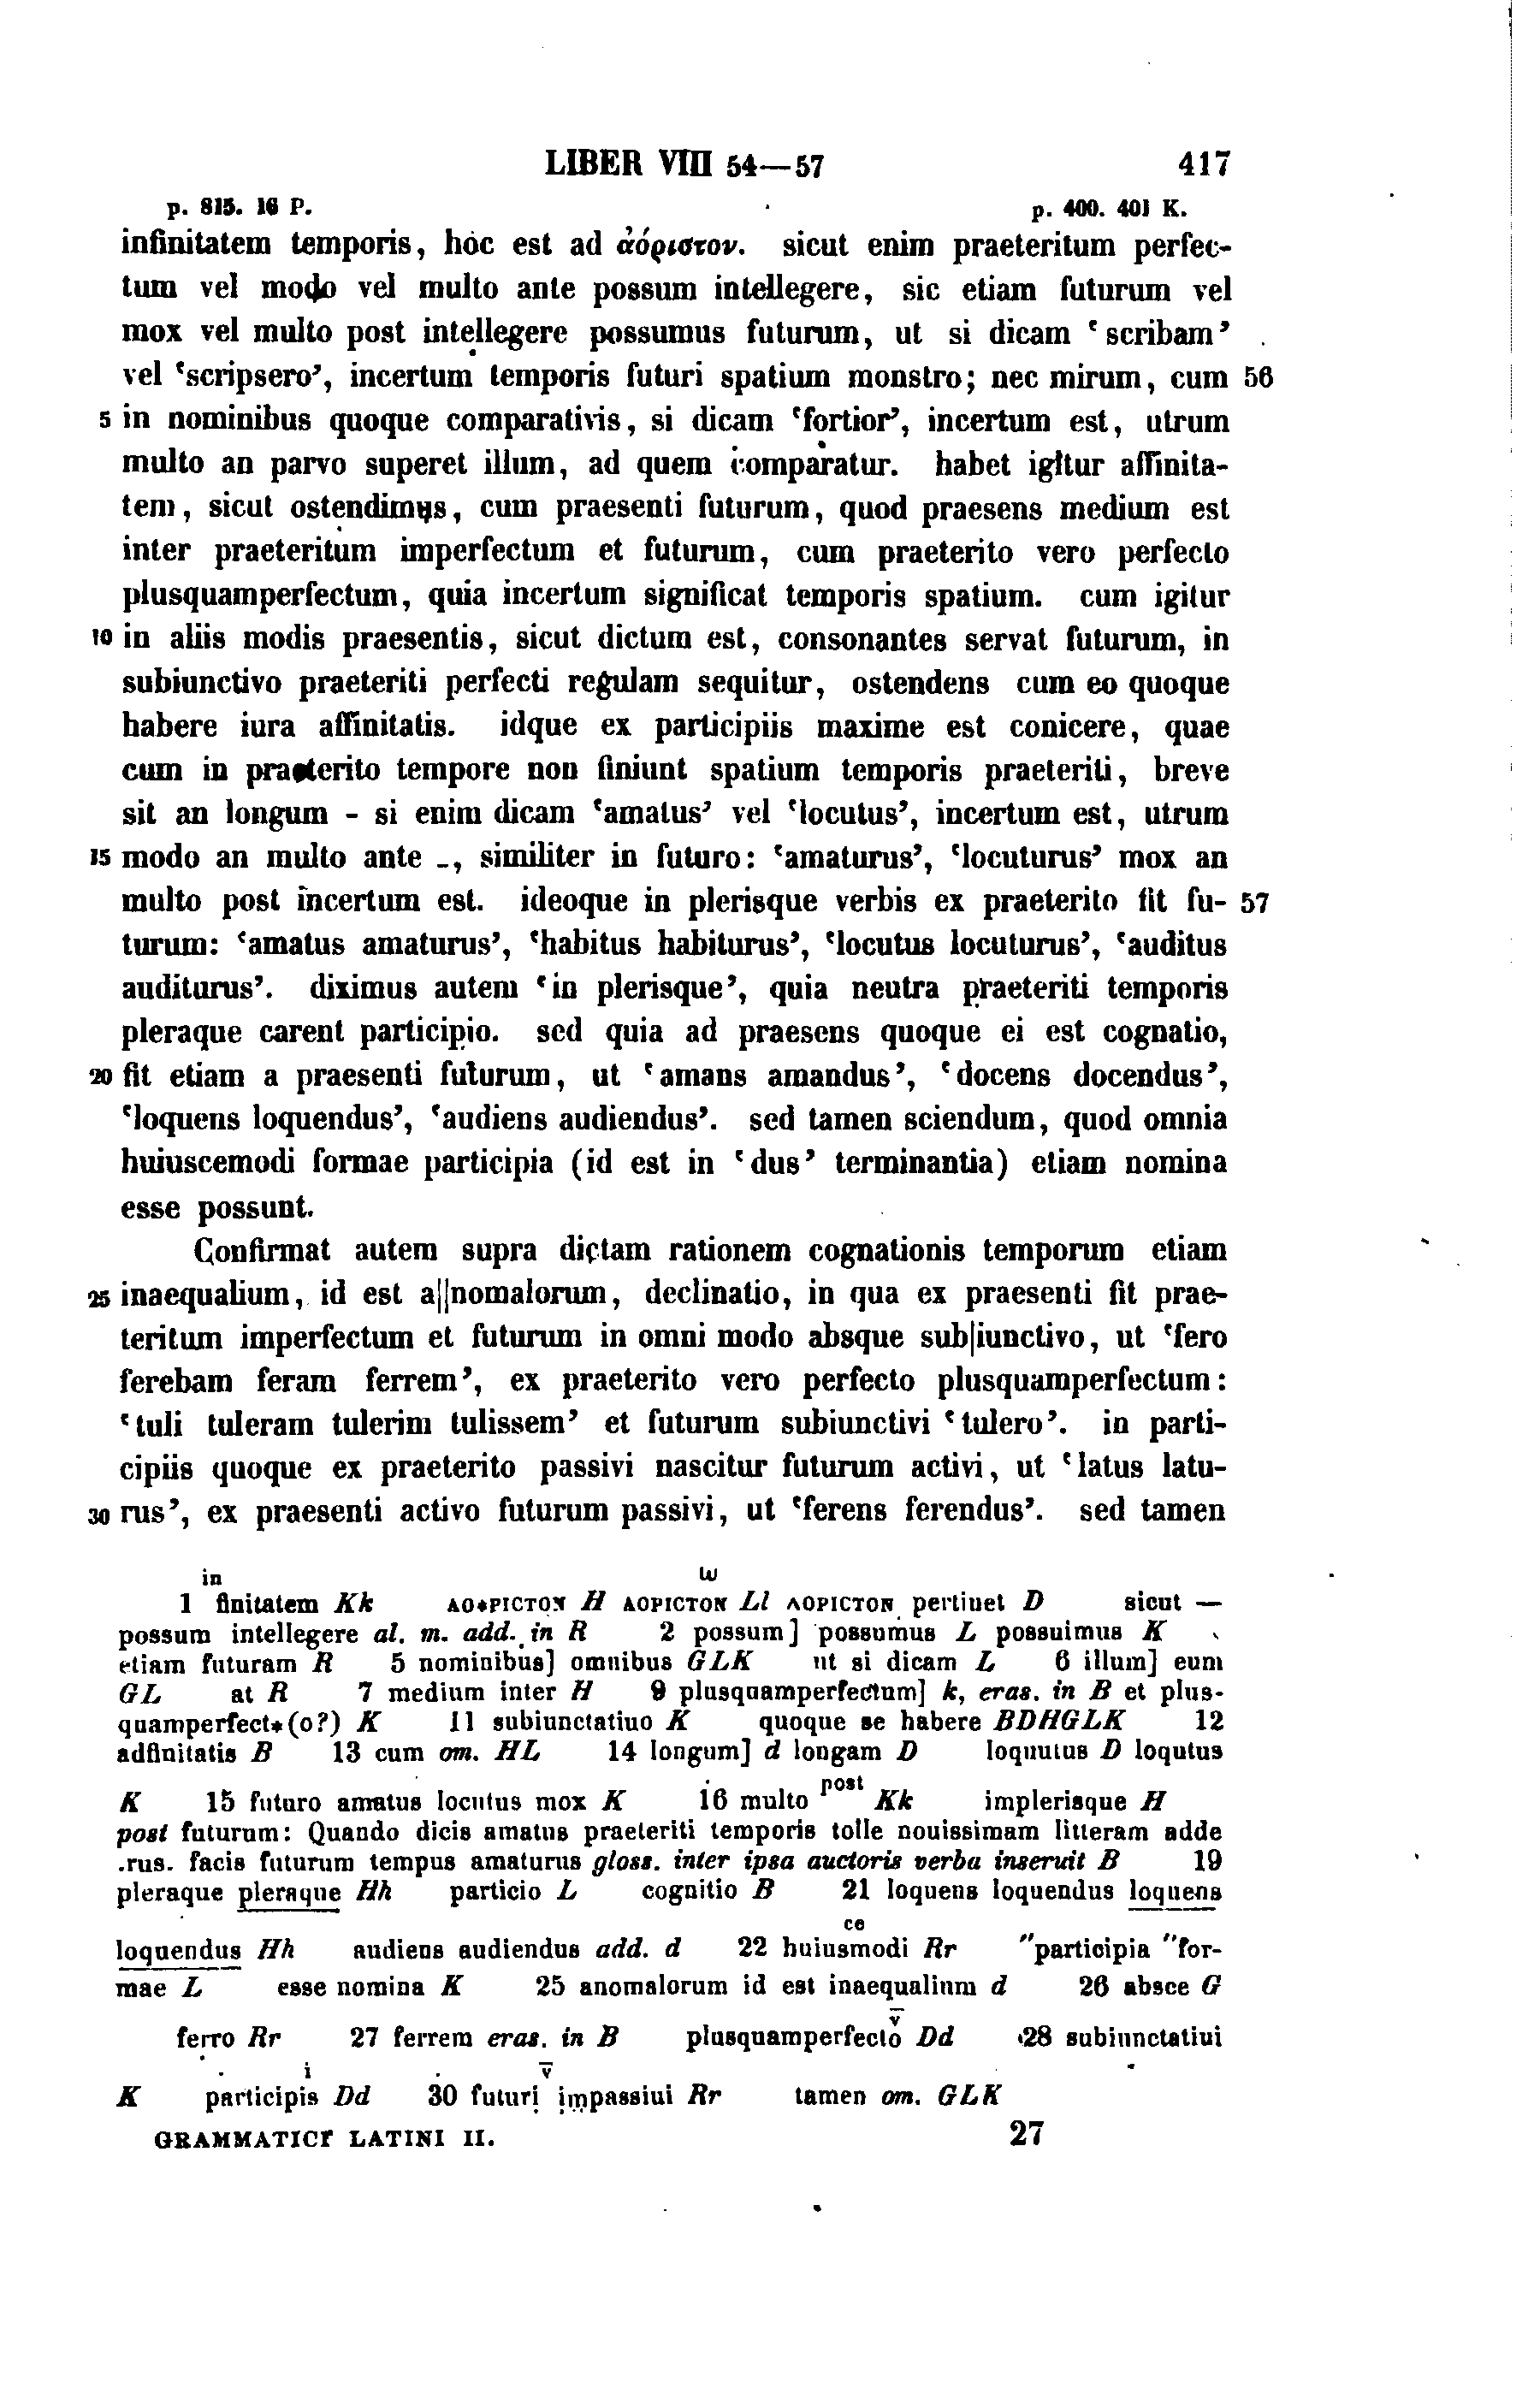 LIBER VIII 54—57 417
p. 815. 16 P. p. 400. 401 K.
infinitatem temporis, hoc est ad ἀόριστον. sicut enim praeteritum perfec-
tum vel modo vel multo ante possum intellegere, sic etiam futurum vel
mox vel multo post intellegere possumus futurum, ut si dicam ‘scribam’
vel ‘scripsero’, incertum temporis futuri spatium monstro; nec mirum, cum 56
5 in nominibus quoque comparativis, si dicam ‘fortior’, incertum est, utrum
multo an parvo superet illum, ad quem comparatur. habet igitur affinita-
tem, sicut ostendimus, cum praesenti futurum, quod praesens medium est
inter praeteritum imperfectum et futurum, cum praeterito vero perfecto
plusquamperfectum, quia incertum significat temporis spatium. cum igitur
10 in aliis modis praesentis, sicut dictum est, consonantes servat futurum, in
subiunctivo praeteriti perfecti regulam sequitur, ostendens cum eo quoque
habere iura affinitatis. idque ex participiis maxime est conicere, quae
cum in praeterito tempore non finiunt spatium temporis praeteriti, breve
sit an longum - si enim dicam ‘amatus’ vel ‘locutus’, incertum est, utrum
15 modo an multo ante -, similiter in futuro: ‘amaturus’, ‘locuturus’ mox an
multo post incertum est. ideoque in plerisque verbis ex praeterito fit fu- 57
turum: ‘amatus amaturus’, ‘habitus habiturus’, ‘locutus locuturus’, ‘auditus
auditurus’. diximus autem ‘in plerisque’, quia neutra praeteriti temporis
pleraque carent participio. sed quia ad praesens quoque ei est cognatio,
20 fit etiam a praesenti futurum, ut ‘amans amandus’, ‘docens docendus’,
‘loquens loquendus’, ‘audiens audiendus’. sed tamen sciendum, quod omnia
huiuscemodi formae participia (id est in ‘dus’ terminantia) etiam nomina
esse possunt.
Confirmat autem supra dictam rationem cognationis temporum etiam
25 inaequalium, id est a||nomalorum, declinatio, in qua ex praesenti fit prae-
teritum imperfectum et futurum in omni modo absque sub|iunctivo, ut ‘fero
ferebam feram ferrem’, ex praeterito vero perfecto plusquamperfectum:
‘tuli tuleram tulerim tulissem’ et futurum subiunctivi ‘tulero’. in parti-
cipiis quoque ex praeterito passivi nascitur futurum activi, ut ‘latus latu-
30 rus’, ex praesenti activo futurum passivi, ut ‘ferens ferendus’. sed tamen
in ω
1 finitatem Kk ΑΟ*ΡΙCΤΟΝ H ΑΟΡΙCΤΟΝ Ll ΛΟΡΙCΤΟΝ pertinet D sicut —
possum intellegere al. m. add. in R 2 possum] possumus L possuimus K
etiam futuram R 5 nominibus] omnibus GLK ut si dicam L 6 illum] eum
GL at R 7 medium inter H 9 plusquamperfectum] k, eras. in B et plus-
quamperfect*(o?) K 11 subiunctatiuo K quoque se habere BDHGLK 12
adfinitatis B 13 cum om. HL 14 longum] d longam D loquutus D loqutus
K 15 futuro amatus locutus mox K 16 multo post Kk implerisque H
post futurum: Quando dicis amatus praeteriti temporis tolle nouissimam litteram adde
.rus. facis futurum tempus amaturus gloss. inter ipsa auctoris verba inseruit B 19
pleraque pleraque Hh particio L cognitio B 21 loquens loquendus loquens
ce
loquendus Hh audiens audiendus add. d 22 huiusmodi Rr ″participia ″for-
mae L esse nomina K 25 anomalorum id est inaequalium d 26 absce G
v̄
ferro Rr 27 ferrem eras. in B plusquamperfecto Dd 28 subiunctatiui
i v̄
K participis Dd 30 futuri impassiui Rr tamen om. GLK
GRAMMATICI LATINI II. 27